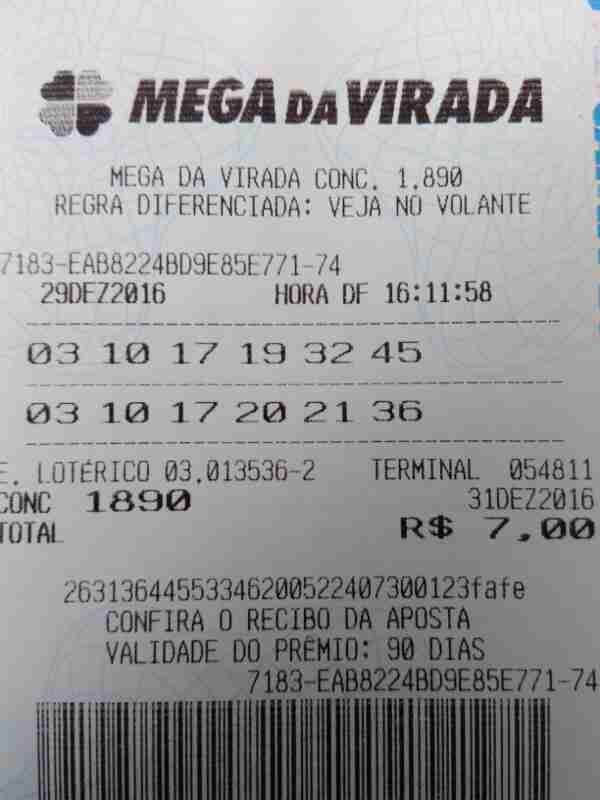 MEGA DA VIRADA
MEGA DA VIRADA CONC. 1.890
REGRA DIFERENCIADA: VEJA NO VOLANTE
7183-EAB8224BD9E85E771-74
29DEZ2016 HORA DF 16:11:58
03 10 17 19 32 45
03 10 17 20 21 36
E. LOTÉRICO 03.013536-2 TERMINAL 054811
CONC 1890 31DEZ2016
TOTAL R$ 7,00
26313644553346200522407300123fafe
CONFIRA O RECIBO DA APOSTA
VALIDADE DO PRÊMIO: 90 DIAS
7183-EAB8224BD9E85E771-74